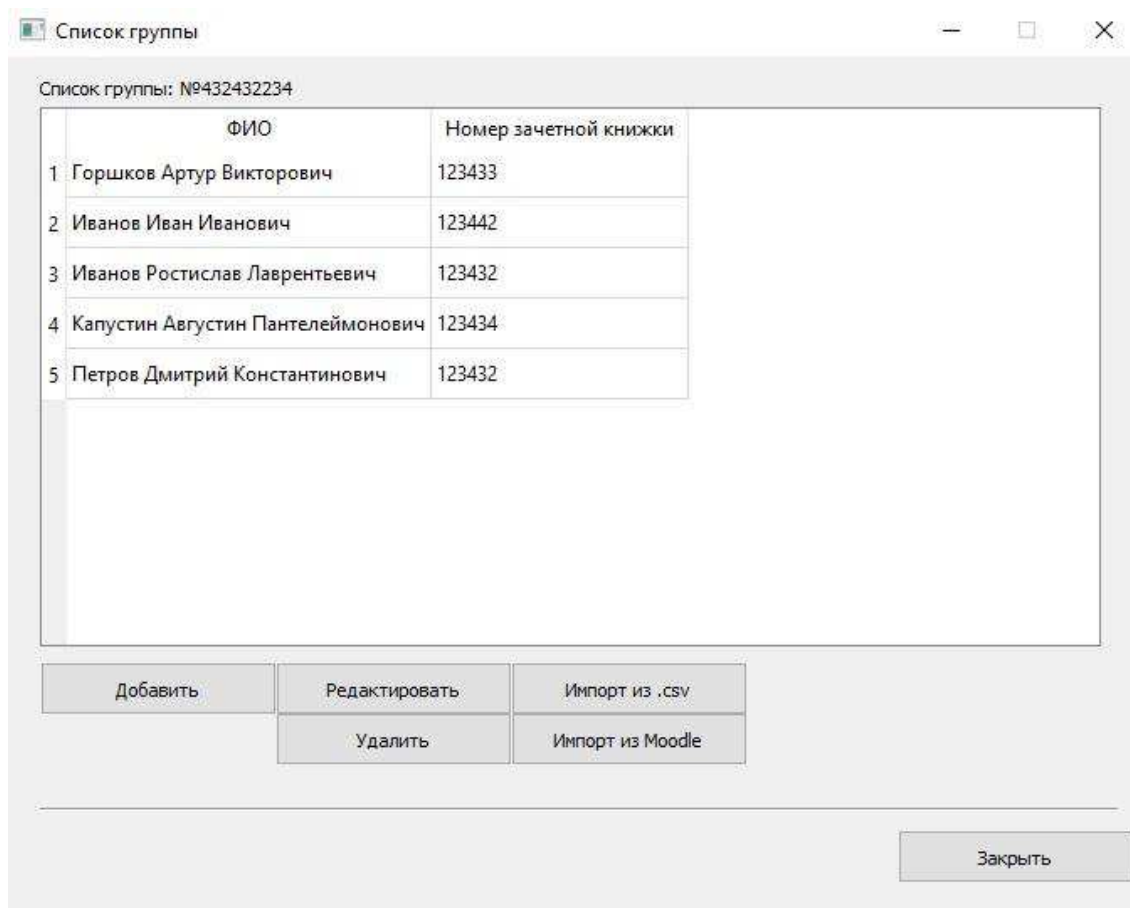 Список группы
Список группы: №432432234
ФИО Номер зачетной книжки
1 Горшков Артур Викторович 123433
2 Иванов Иван Иванович 123442
3 Иванов Ростислав Лаврентьевич 123432
4 Капустин Августин Пантелеймонович 123434
5 Петров Дмитрий Константинович 123432
Добавить Редактировать Импорт из .csv
Удалить Импорт из Moodle
Закрыть